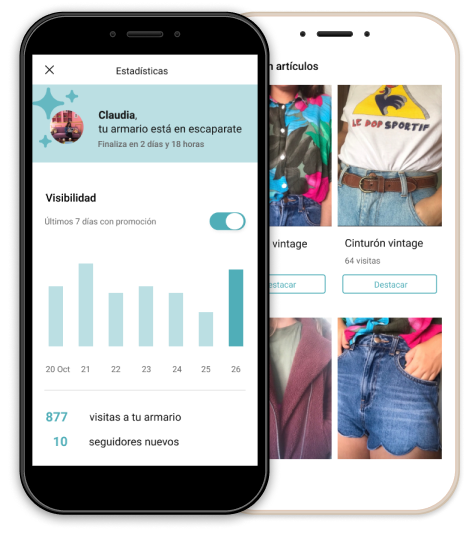 Estadísticas
Claudia,
tu armario está en escaparate
Finaliza en 2 días y 18 horas
Visibilidad
Últimos 7 días con promoción
20 Oct 21 22 23 24 25 26
877 visitas a tu armario
10 seguidores nuevos
artículos
LE POP SPORTIF
vintage
Cinturón vintage
64 visitas
Destacar